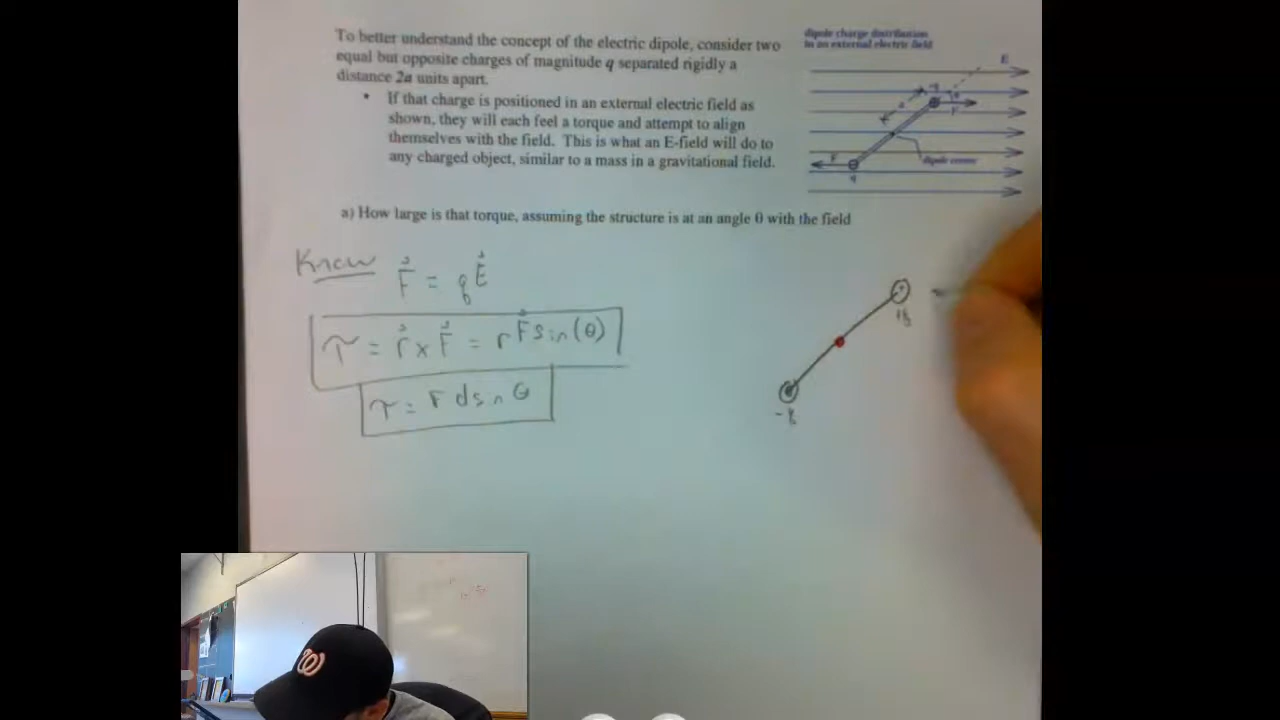 To better understand the concept of the electric dipole, consider two
equal but opposite charges of magnitude q separated rigidly a
distance 2a units apart.
• If that charge is positioned in an external electric field as
shown, they will each feel a torque and attempt to align
themselves with the field. This is what an E-field will do to
any charged object, similar to a mass in a gravitational field.
dipole charge distribution
in an external electric field
E
a
F
dipole center
F
q
a) How large is that torque, assuming the structure is at an angle θ with the field
Know F⃗ = qE⃗
τ = r⃗ x F⃗ = rF⃗sin(θ)
τ = Fdsinθ
+q
-q
W